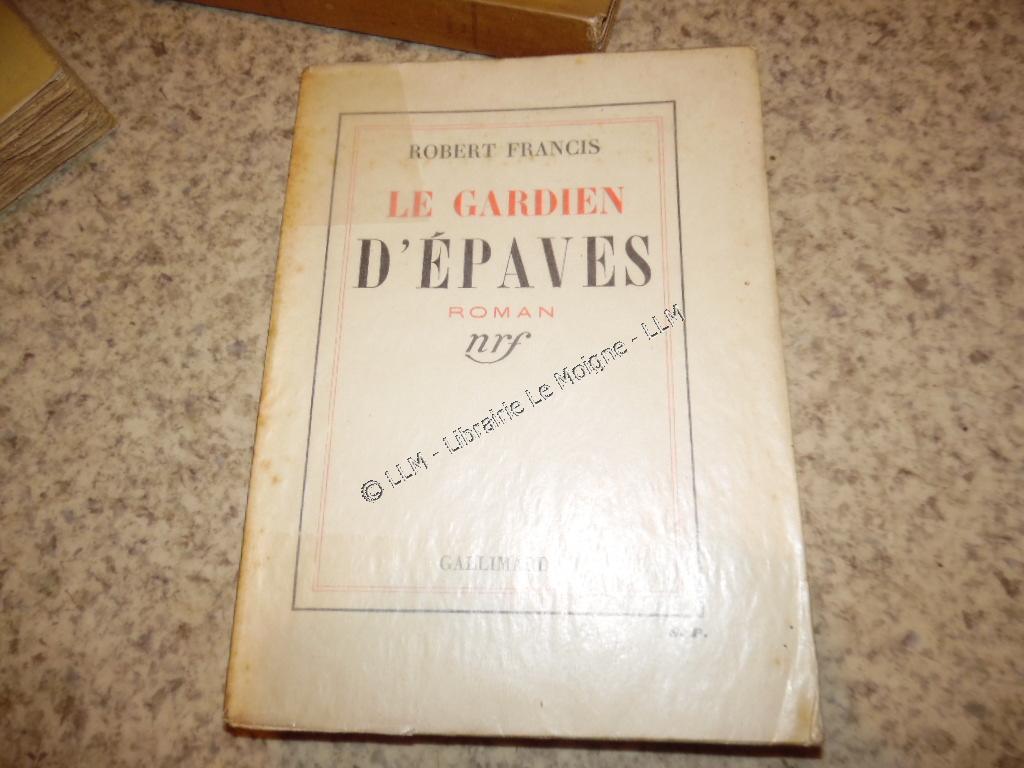 ROBERT FRANCIS
LE GARDIEN
D'ÉPAVES
ROMAN
nrf
© LLM - Librairie Le Moigne - LLM
GALLIMARD
S. P.